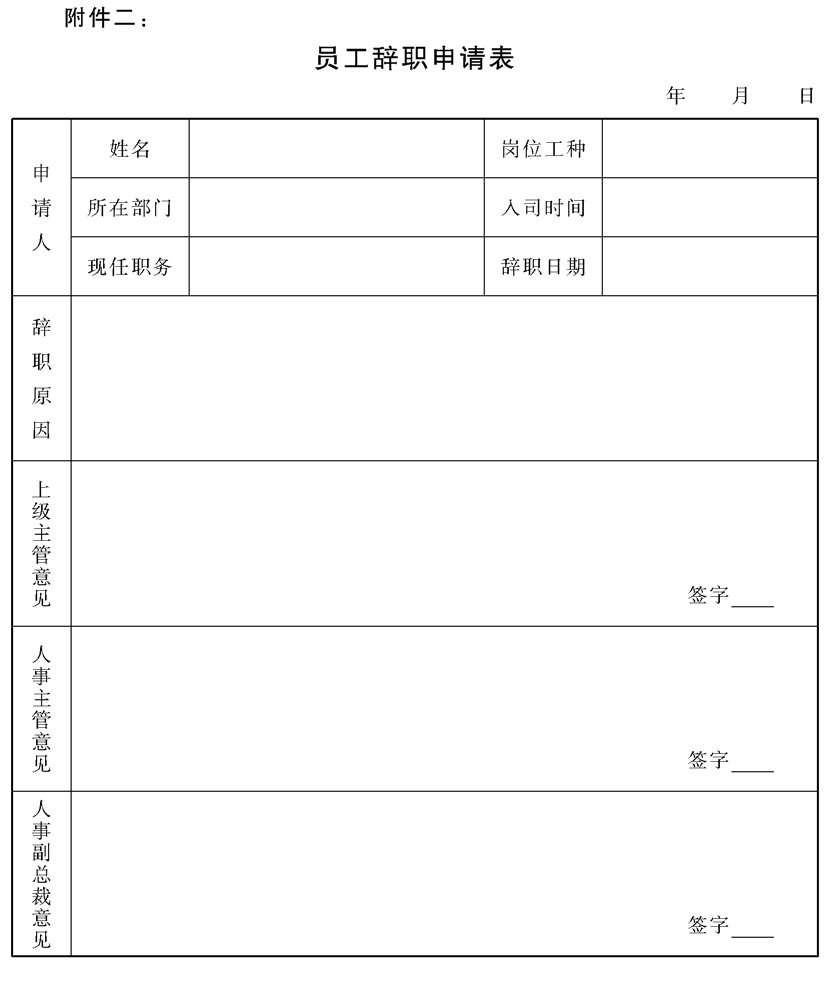 附件二：
员工辞职申请表
年 月 日
申请人
姓名
岗位工种
所在部门
入司时间
现任职务
辞职日期
辞职原因
上级主管意见
签字____
人事主管意见
签字____
人事副总裁意见
签字____